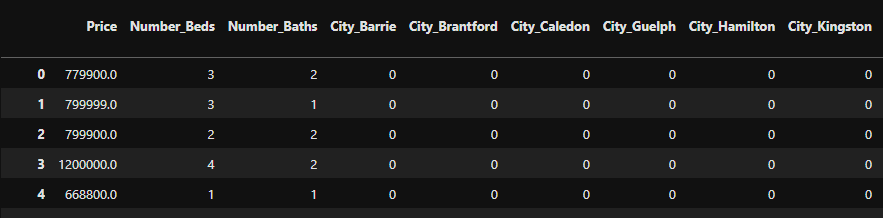 Price Number_Beds Number_Baths City_Barrie City_Brantford City_Caledon City_Guelph City_Hamilton City_Kingston
0 779900.0 3 2 0 0 0 0 0 0
1 799999.0 3 1 0 0 0 0 0 0
2 799900.0 2 2 0 0 0 0 0 0
3 1200000.0 4 2 0 0 0 0 0 0
4 668800.0 1 1 0 0 0 0 0 0